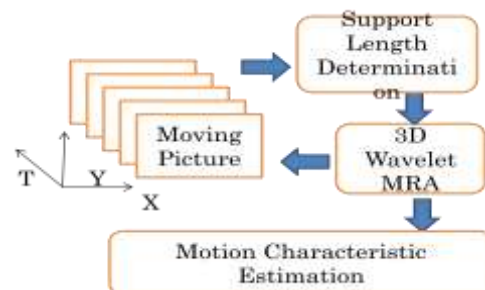 Support
Length
Determinati
on
Moving
Picture
3D
Wavelet
MRA
T
Y
X
Motion Characteristic
Estimation